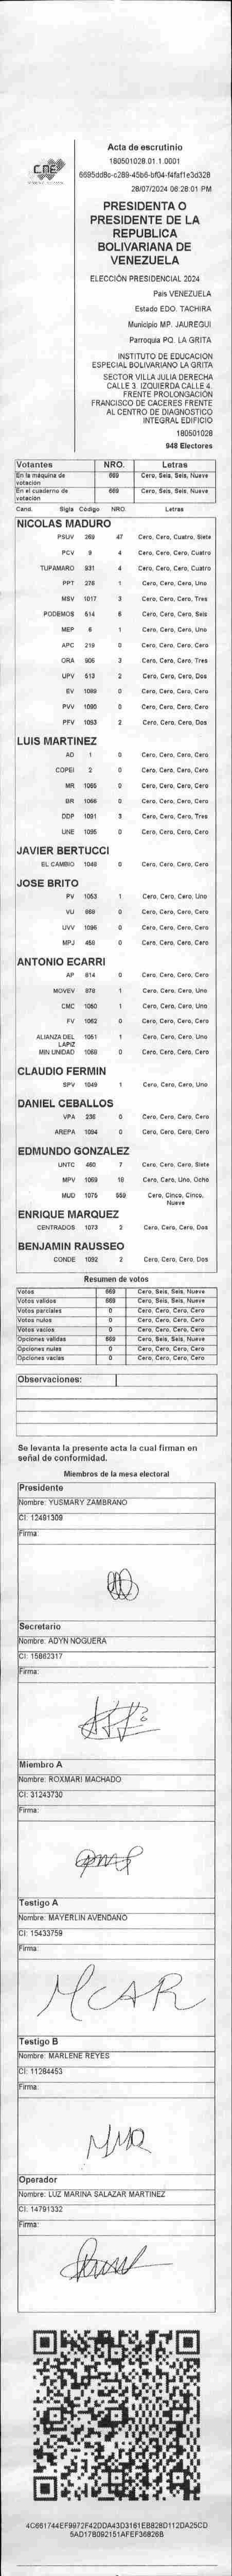 CNE
Acta de escrutinio
180501028.01.1.0001
6695dd8c-c289-45b6-bf04-f4faf1e3d328
28/07/2024 06:28:01 PM
PRESIDENTA O
PRESIDENTE DE LA
REPUBLICA
BOLIVARIANA DE
VENEZUELA
ELECCIÓN PRESIDENCIAL 2024
País VENEZUELA
Estado EDO. TACHIRA
Municipio MP. JAUREGUI
Parroquia PQ. LA GRITA
INSTITUTO DE EDUCACIÓN
ESPECIAL BOLIVARIANO LA GRITA
SECTOR VILLA JULIA DERECHA
CALLE 3. IZQUIERDA CALLE 4.
FRENTE PROLONGACIÓN
FRANCISCO DE CACERES FRENTE
AL CENTRO DE DIAGNOSTICO
INTEGRAL EDIFICIO
180501028
948 Electores
Votantes NRO. Letras
En la máquina de votación 669 Cero, Seis, Seis, Nueve
En el cuaderno de votación 669 Cero, Seis, Seis, Nueve
Cand. Sigla Código NRO. Letras
NICOLAS MADURO
PSUV 269 47 Cero, Cero, Cuatro, Siete
PCV 9 4 Cero, Cero, Cero, Cuatro
TUPAMARO 931 4 Cero, Cero, Cero, Cuatro
PPT 276 1 Cero, Cero, Cero, Uno
MSV 1017 3 Cero, Cero, Cero, Tres
PODEMOS 514 6 Cero, Cero, Cero, Seis
MEP 6 1 Cero, Cero, Cero, Uno
APC 219 0 Cero, Cero, Cero, Cero
ORA 906 3 Cero, Cero, Cero, Tres
UPV 513 2 Cero, Cero, Cero, Dos
EV 1089 0 Cero, Cero, Cero, Cero
PVV 1090 0 Cero, Cero, Cero, Cero
PFV 1093 2 Cero, Cero, Cero, Dos
LUIS MARTINEZ
AD 1 0 Cero, Cero, Cero, Cero
COPEI 2 0 Cero, Cero, Cero, Cero
MR 1065 0 Cero, Cero, Cero, Cero
BR 1066 0 Cero, Cero, Cero, Cero
DDP 1091 3 Cero, Cero, Cero, Tres
UNE 1095 0 Cero, Cero, Cero, Cero
JAVIER BERTUCCI
EL CAMBIO 1048 0 Cero, Cero, Cero, Cero
JOSE BRITO
PV 1053 1 Cero, Cero, Cero, Uno
VU 868 0 Cero, Cero, Cero, Cero
UVV 1096 0 Cero, Cero, Cero, Cero
MPJ 458 0 Cero, Cero, Cero, Cero
ANTONIO ECARRI
AP 814 0 Cero, Cero, Cero, Cero
MOVEV 878 1 Cero, Cero, Cero, Uno
CMC 1050 1 Cero, Cero, Cero, Uno
FV 1062 0 Cero, Cero, Cero, Cero
ALIANZA DEL LAPIZ 1051 1 Cero, Cero, Cero, Uno
MIN UNIDAD 1068 0 Cero, Cero, Cero, Cero
CLAUDIO FERMIN
SPV 1049 1 Cero, Cero, Cero, Uno
DANIEL CEBALLOS
VPA 236 0 Cero, Cero, Cero, Cero
AREPA 1094 0 Cero, Cero, Cero, Cero
EDMUNDO GONZALEZ
UNTC 460 7 Cero, Cero, Cero, Siete
MPV 1069 18 Cero, Cero, Uno, Ocho
MUD 1075 559 Cero, Cinco, Cinco, Nueve
ENRIQUE MARQUEZ
CENTRADOS 1073 2 Cero, Cero, Cero, Dos
BENJAMIN RAUSSEO
CONDE 1092 2 Cero, Cero, Cero, Dos
Resumen de votos
Votos 669 Cero, Seis, Seis, Nueve
Votos validos 669 Cero, Seis, Seis, Nueve
Votos parciales 0 Cero, Cero, Cero, Cero
Votos nulos 0 Cero, Cero, Cero, Cero
Votos vacios 0 Cero, Cero, Cero, Cero
Opciones validas 669 Cero, Seis, Seis, Nueve
Opciones nulas 0 Cero, Cero, Cero, Cero
Opciones vacias 0 Cero, Cero, Cero, Cero
Observaciones:
Se levanta la presente acta la cual firman en
señal de conformidad.
Miembros de la mesa electoral
Presidente
Nombre: YUSMARY ZAMBRANO
CI: 12491309
Firma:
Secretario
Nombre: ADYN NOGUERA
CI: 15862317
Firma:
Miembro A
Nombre: ROXMARI MACHADO
CI: 31243730
Firma:
Testigo A
Nombre: MAYERLIN AVENDAÑO
CI: 15433759
Firma:
MCAR
Testigo B
Nombre: MARLENE REYES
CI: 11284453
Firma:
Operador
Nombre: LUZ MARINA SALAZAR MARTINEZ
CI: 14791332
Firma:
4C661744EF9972F42DDA43D3161EB828D112DA25CD
5AD17B092151AFEF36826B